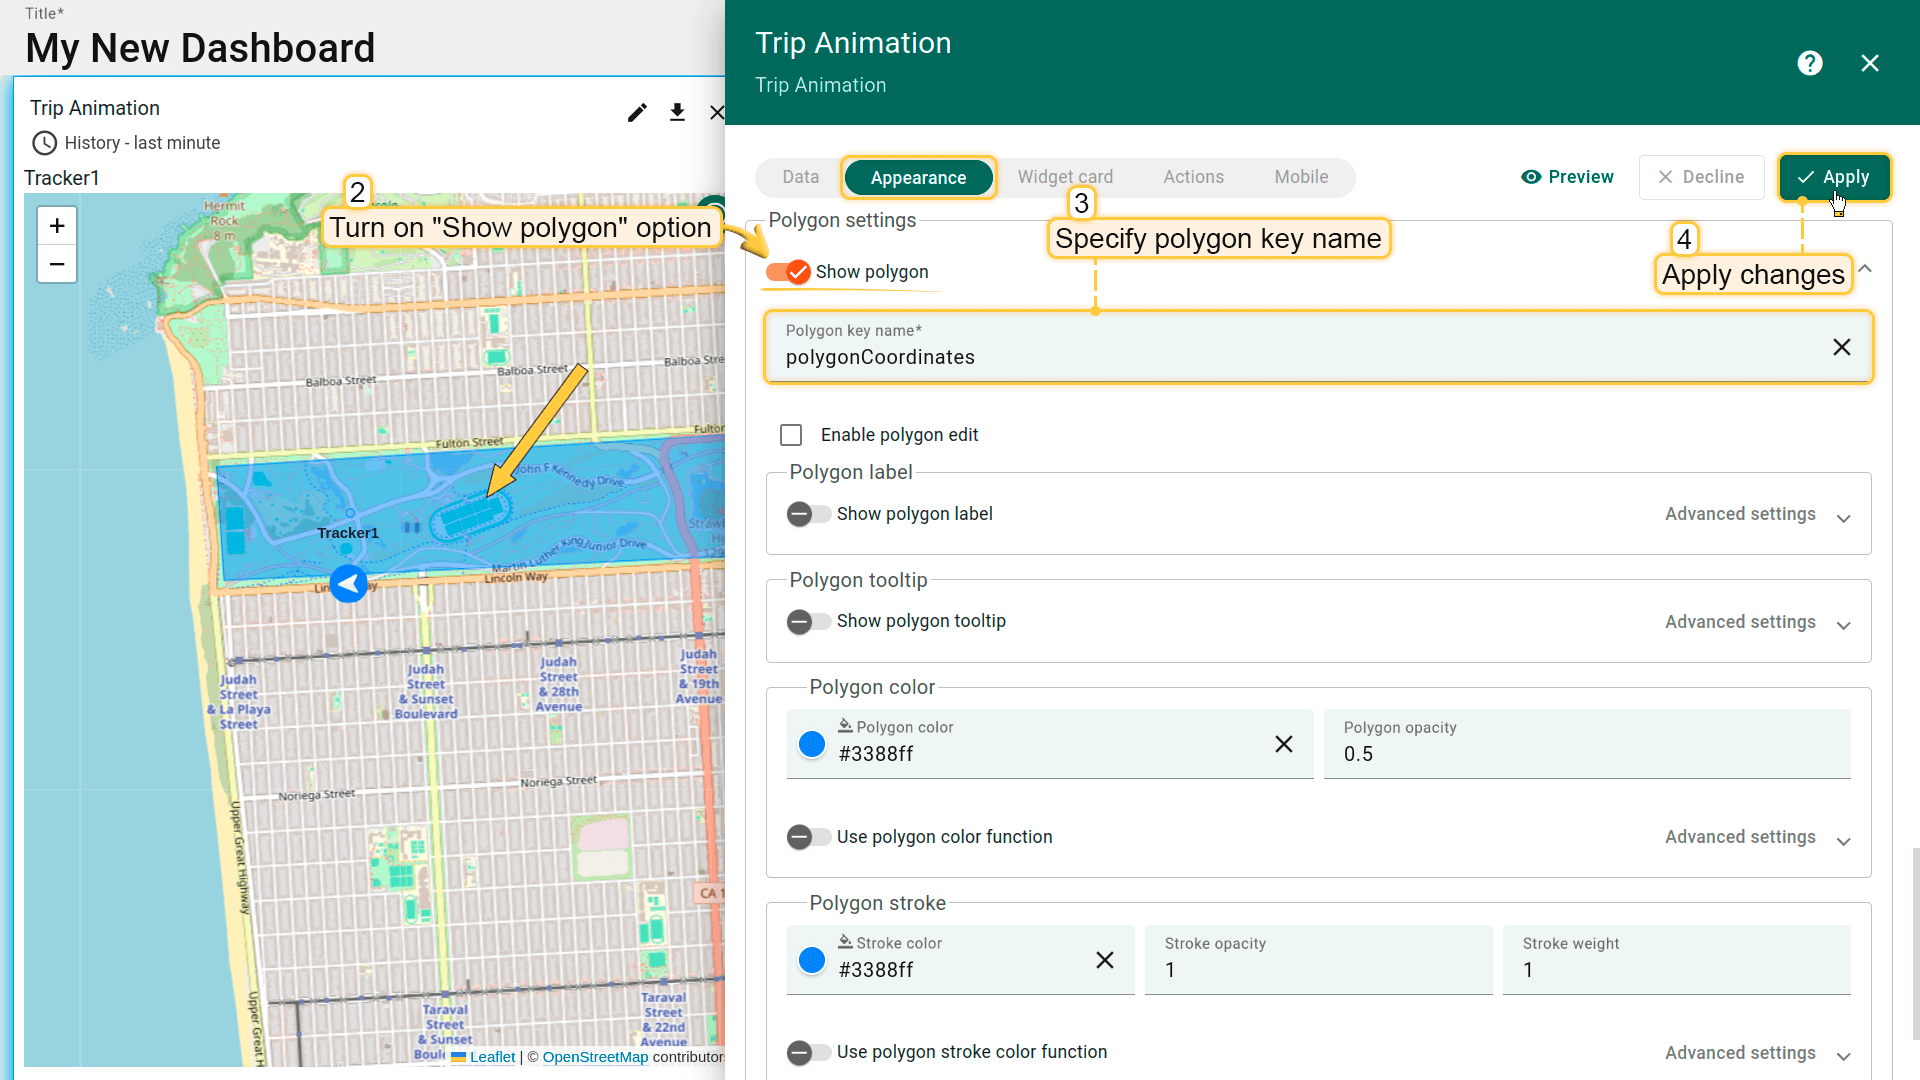 Title*
My New Dashboard
Trip Animation
History - last minute
Tracker1
Hermit
Rock
8 m
+
−
2
Turn on "Show polygon" option
Balboa Street
Balboa Street
Balboa Stre
Fulton Street
Fulton
John F Kennedy Drive
Tracker1
Martin Luther King Junior Drive
Lincoln Way
Judah
Street
& La Playa
Street
Judah
Street
& Sunset
Boulevard
Judah
Street
& 28th
Avenue
Judah
Street
& 19th
Avenue
Noriega Street
Noriega Street
Upper Great Highway
CA 1
Upper Great H
Taraval
Street
& Sunset
Boule
Taraval
Street
& 22nd
Avenue
Leaflet | © OpenStreetMap contributor
Trip Animation
Trip Animation
?
Data
Appearance
Widget card
Actions
Mobile
Preview
Decline
Apply
Polygon settings
3
Specify polygon key name
4
Apply changes
Show polygon
Polygon key name*
polygonCoordinates
Enable polygon edit
Polygon label
Show polygon label
Advanced settings
Polygon tooltip
Show polygon tooltip
Advanced settings
Polygon color
Polygon color
#3388ff
Polygon opacity
0.5
Use polygon color function
Advanced settings
Polygon stroke
Stroke color
#3388ff
Stroke opacity
1
Stroke weight
1
Use polygon stroke color function
Advanced settings